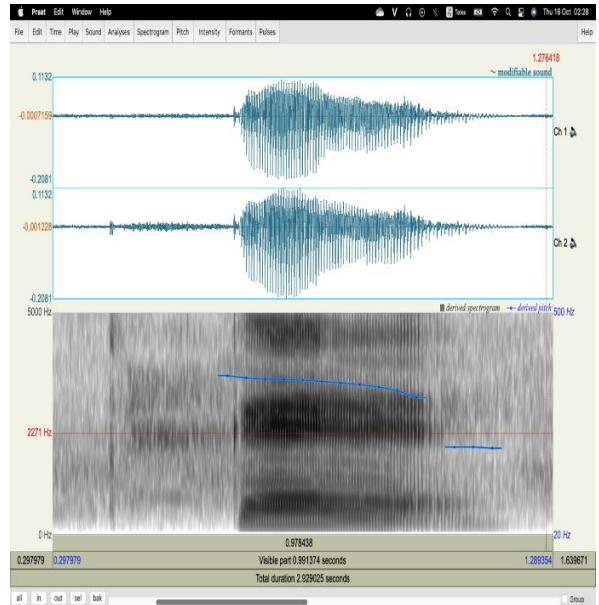 Praat Edit Window Help Telex Thu 16 Oct 02:28
File Edit Time Play Sound Analyses Spectrogram Pitch Intensity Formants Pulses Help
1.276418
~ modifiable sound
0.1132
-0.0007159
Ch 1
-0.2081
0.1132
-0.001228
Ch 2
-0.2081
derived spectrogram derived pitch
5000 Hz 500 Hz
2271 Hz
0 Hz 20 Hz
0.978438
0.297979 0.297979 Visible part 0.991374 seconds 1.289354 1.639671
Total duration 2.929025 seconds
all in out sel bak Group